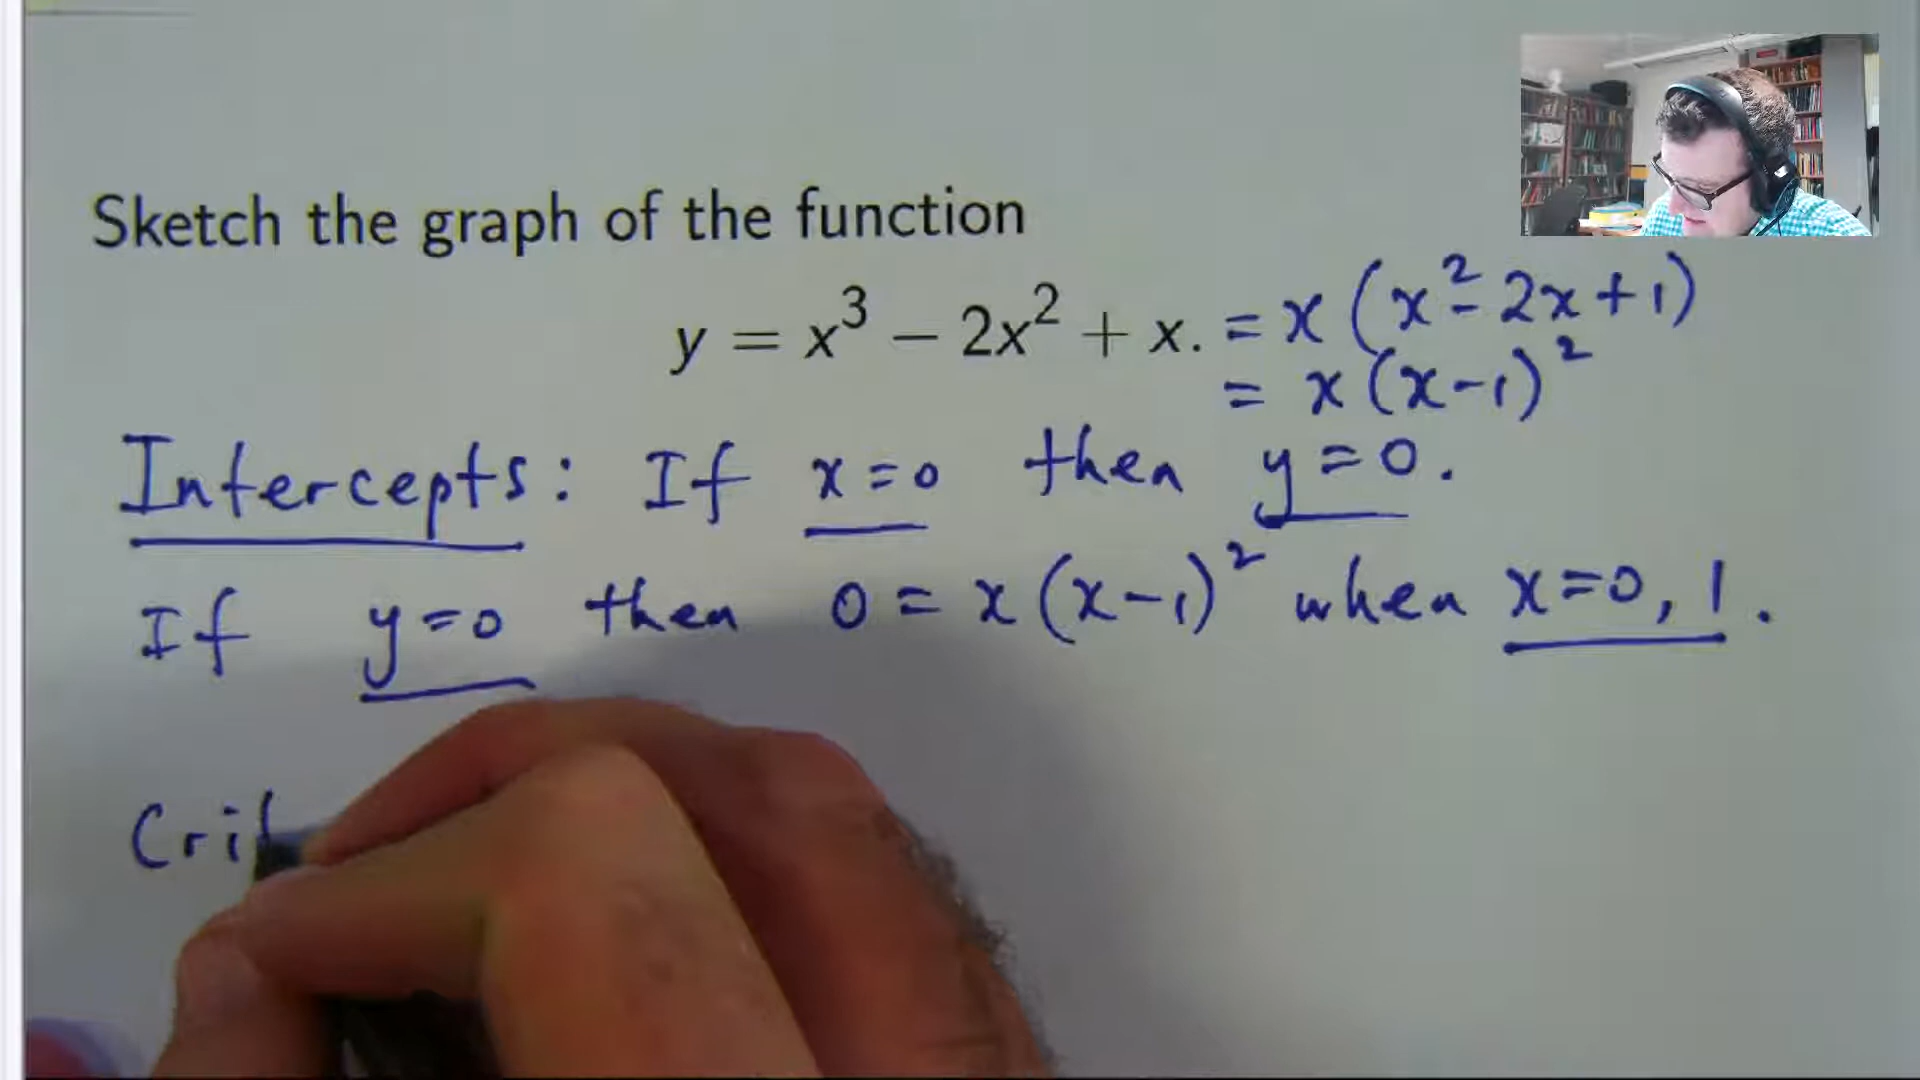 Sketch the graph of the function
y = x³ − 2x² + x. = x(x² - 2x + 1)
= x(x-1)²
Intercepts: If x=0 then y=0.
If y=0 then 0 = x(x-1)² when x=0, 1.
Crit